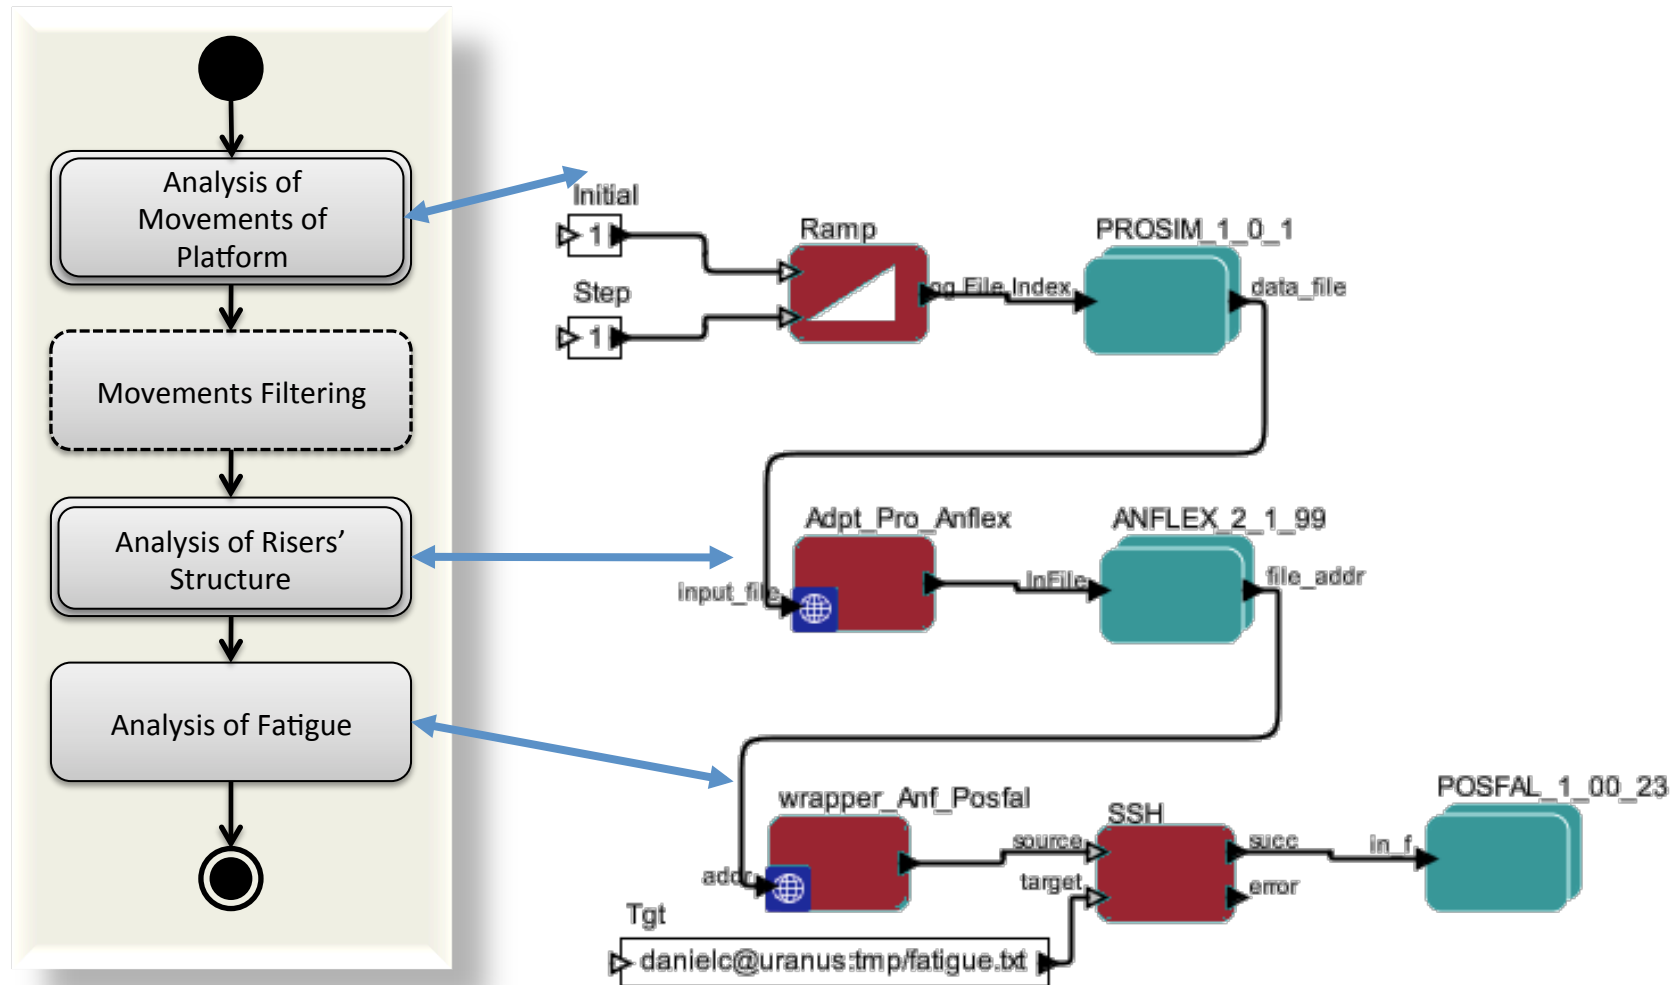 Analysis of
Movements of
Platform
Movements Filtering
Analysis of Risers’
Structure
Analysis of Fatigue
Initial
1
Step
1
Ramp
File Index
PROSIM_1_0_1
data_file
Adpt_Pro_Anflex
input_file
InFile
ANFLEX_2_1_99
file_addr
wrapper_Anf_Posfal
addr
source
target
SSH
succ
error
in_f
POSFAL_1_00_23
Tgt
danielc@uranus:tmp/fatigue.txt